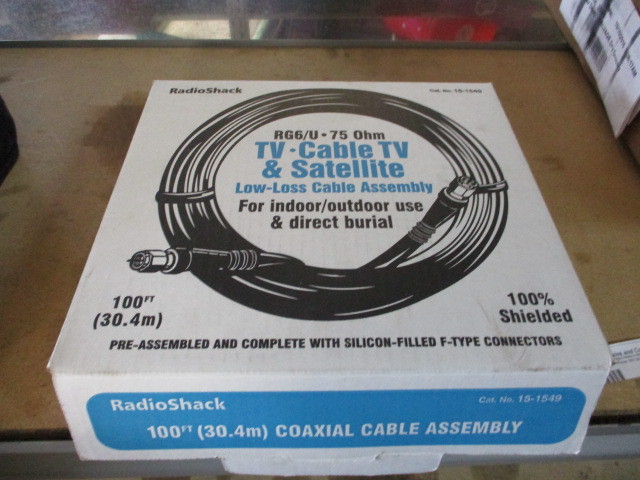 RadioShack
Cat. No. 15-1549
RG6/U • 75 Ohm
TV • Cable TV
& Satellite
Low-Loss Cable Assembly
For indoor/outdoor use
& direct burial
100FT
(30.4m)
100%
Shielded
PRE-ASSEMBLED AND COMPLETE WITH SILICON-FILLED F-TYPE CONNECTORS
RadioShack
Cat. No. 15-1549
100FT (30.4m) COAXIAL CABLE ASSEMBLY